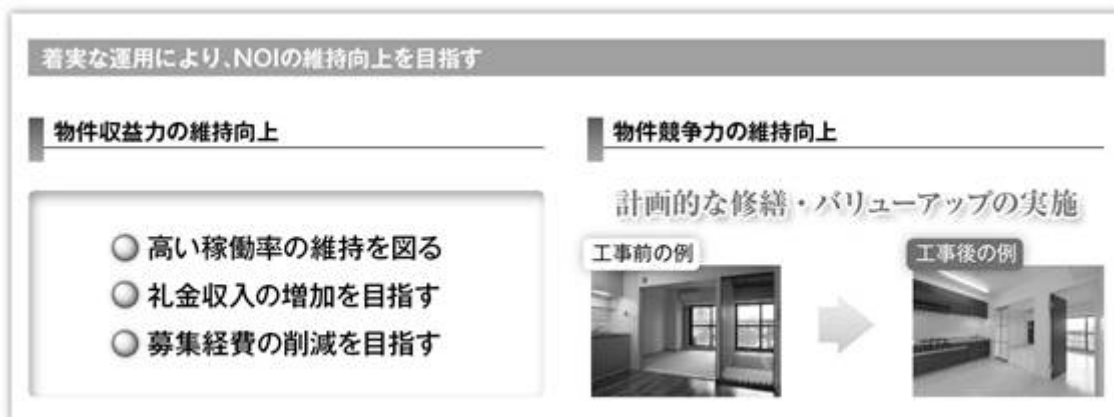 着実な運用により、NOIの維持向上を目指す
物件収益力の維持向上
高い稼働率の維持を図る
礼金収入の増加を目指す
募集経費の削減を目指す
物件競争力の維持向上
計画的な修繕・バリューアップの実施
工事前の例
工事後の例